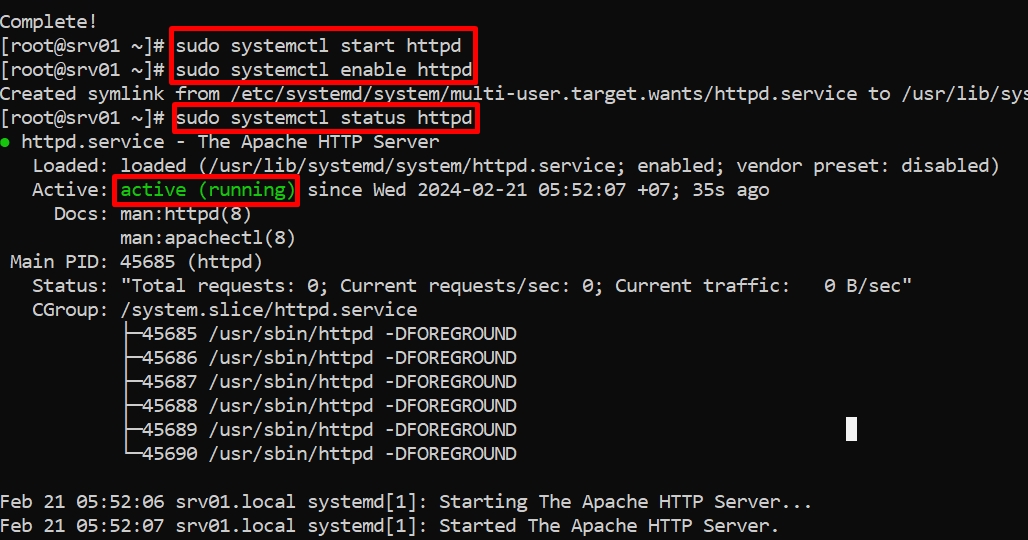 Complete!
[root@srv01 ~]# sudo systemctl start httpd
[root@srv01 ~]# sudo systemctl enable httpd
Created symlink from /etc/systemd/system/multi-user.target.wants/httpd.service to /usr/lib/sys
[root@srv01 ~]# sudo systemctl status httpd
● httpd.service - The Apache HTTP Server
Loaded: loaded (/usr/lib/systemd/system/httpd.service; enabled; vendor preset: disabled)
Active: active (running) since Wed 2024-02-21 05:52:07 +07; 35s ago
Docs: man:httpd(8)
man:apachectl(8)
Main PID: 45685 (httpd)
Status: "Total requests: 0; Current requests/sec: 0; Current traffic:   0 B/sec"
CGroup: /system.slice/httpd.service
├─45685 /usr/sbin/httpd -DFOREGROUND
├─45686 /usr/sbin/httpd -DFOREGROUND
├─45687 /usr/sbin/httpd -DFOREGROUND
├─45688 /usr/sbin/httpd -DFOREGROUND
├─45689 /usr/sbin/httpd -DFOREGROUND
└─45690 /usr/sbin/httpd -DFOREGROUND
Feb 21 05:52:06 srv01.local systemd[1]: Starting The Apache HTTP Server...
Feb 21 05:52:07 srv01.local systemd[1]: Started The Apache HTTP Server.